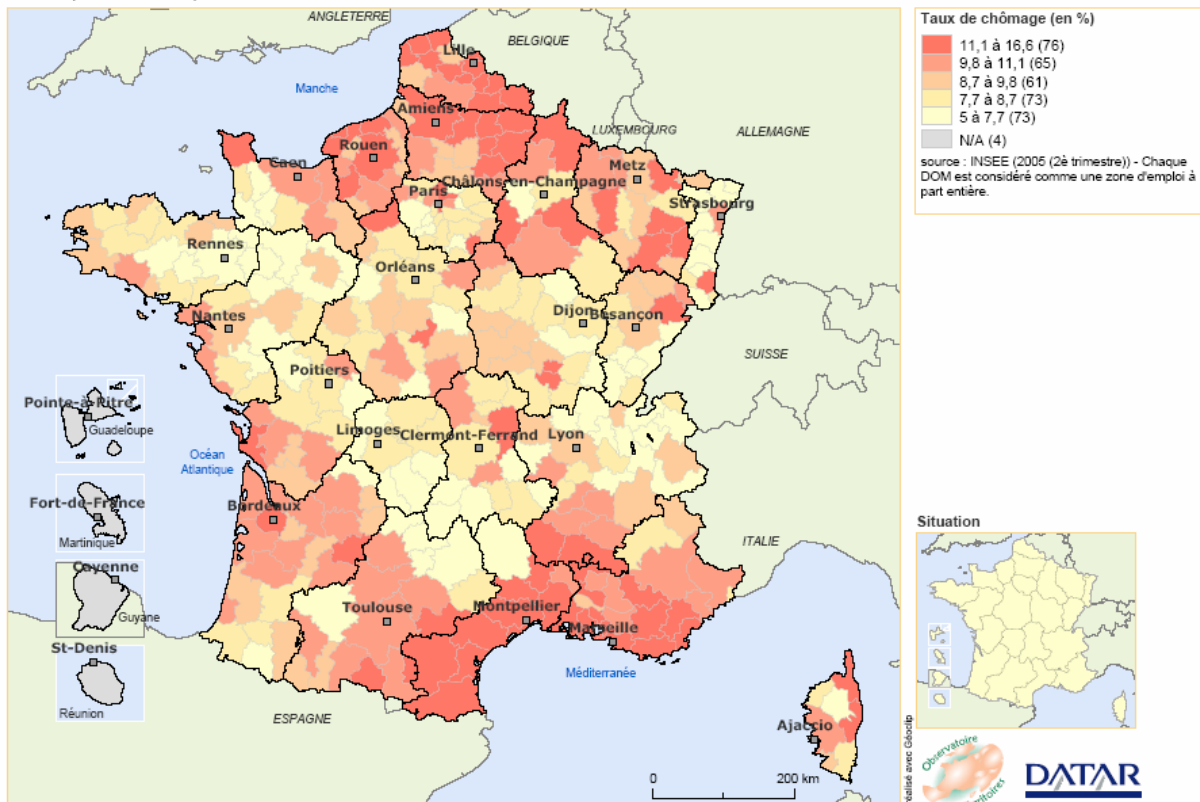 ANGLETERRE
BELGIQUE
Lille
Manche
Amiens
LUXEMBOURG
ALLEMAGNE
Rouen
Caen
Metz
Châlons-en-Champagne
Paris
Strasbourg
Rennes
Orléans
Nantes
Dijon
Besançon
SUISSE
Poitiers
Pointe-à-Pitre
Guadeloupe
Limoges
Clermont-Ferrand
Lyon
Océan
Atlantique
Fort-de-France
Bordeaux
Martinique
ITALIE
Cayenne
Guyane
Toulouse
Montpellier
Marseille
St-Denis
Réunion
Méditerranée
ESPAGNE
Ajaccio
0 200 km
Taux de chômage (en %)
11,1 à 16,6 (76)
9,8 à 11,1 (65)
8,7 à 9,8 (61)
7,7 à 8,7 (73)
5 à 7,7 (73)
N/A (4)
source : INSEE (2005 (2è trimestre)) - Chaque
DOM est considéré comme une zone d'emploi à
part entière.
Situation
réalisé avec Géoclip
Observatoire
DATAR